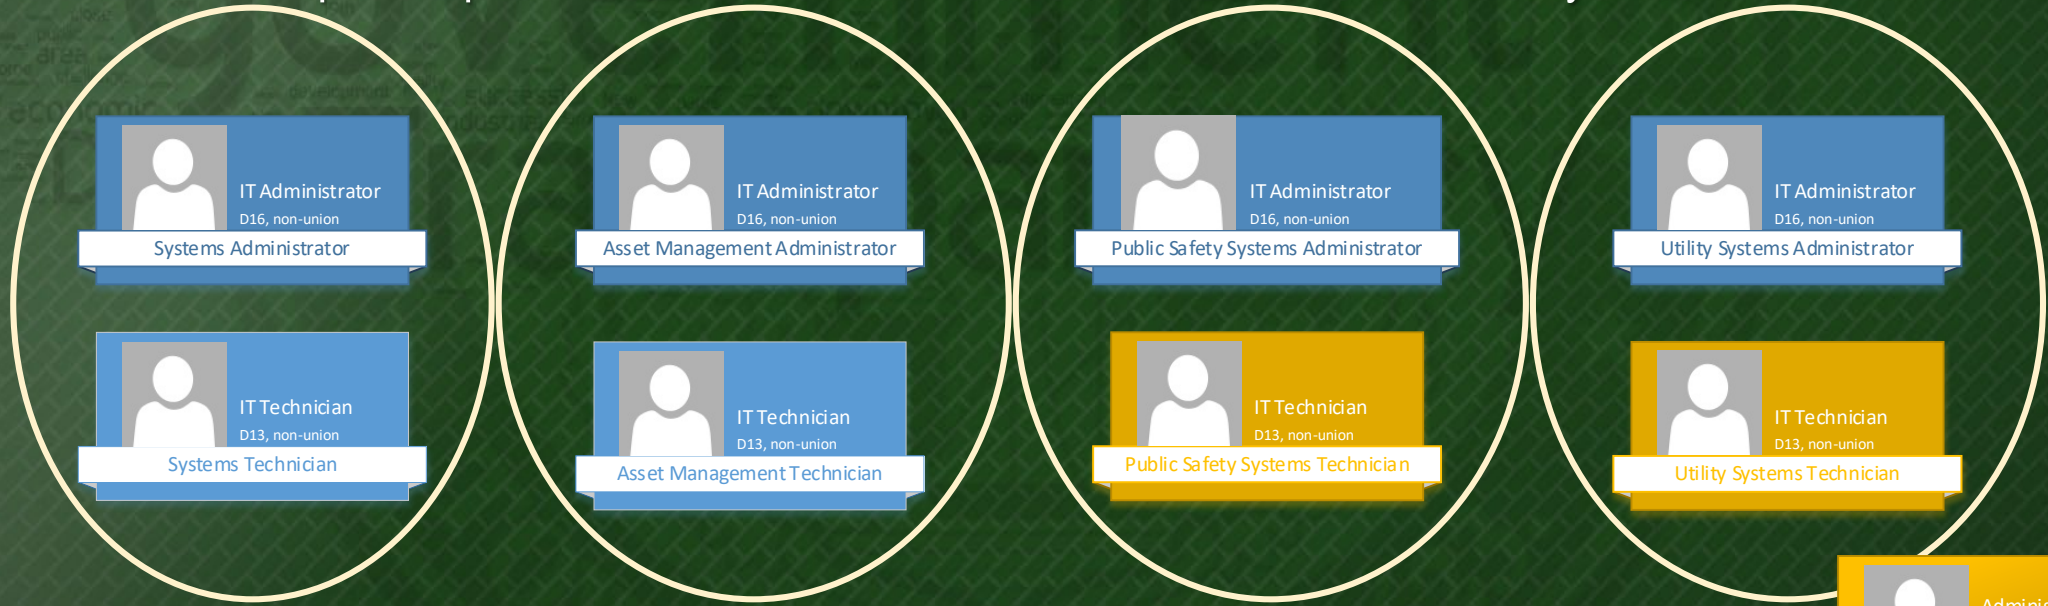 IT Administrator
D16, non-union
Systems Administrator
IT Administrator
D16, non-union
Asset Management Administrator
IT Administrator
D16, non-union
Public Safety Systems Administrator
IT Administrator
D16, non-union
Utility Systems Administrator
IT Technician
D13, non-union
Systems Technician
IT Technician
D13, non-union
Asset Management Technician
IT Technician
D13, non-union
Public Safety Systems Technician
IT Technician
D13, non-union
Utility Systems Technician